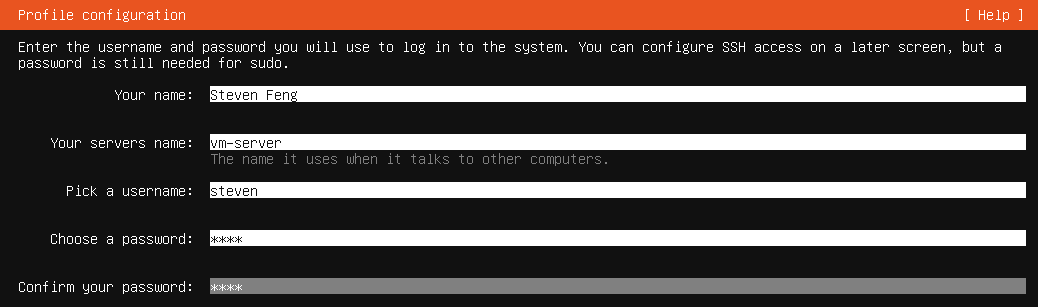 Profile configuration [ Help ]
Enter the username and password you will use to log in to the system. You can configure SSH access on a later screen, but a
password is still needed for sudo.
Your name: Steven Feng
Your servers name: vm-server
The name it uses when it talks to other computers.
Pick a username: steven
Choose a password: ****
Confirm your password: ****